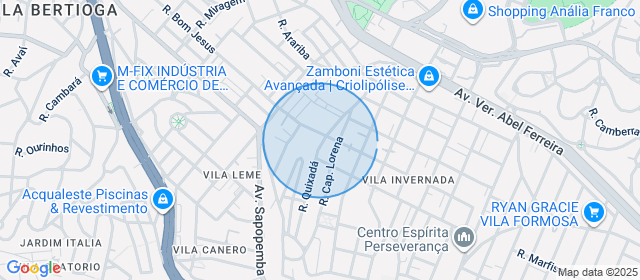 LA BERTIOGA
R. Miragem
Shopping Anália Franco
R. Bom Jesus
R. Arariba
R. Avaí
M-FIX INDÚSTRIA
E COMÉRCIO DE...
Zamboni Estética
Avançada | Criolipólise...
R. Cambará
Av. Ver. Abel Ferreira
R. Camberra
R. Ourinhos
R. Quixadá
R. Cap. Lorena
VILA LEME
VILA INVERNADA
Acqualeste Piscinas
& Revestimento
Av. Sapopemba
RYAN GRACIE
VILA FORMOSA
Centro Espírita
Perseverança
JARDIM ITALIA
VILA CANERO
Map data ©2025